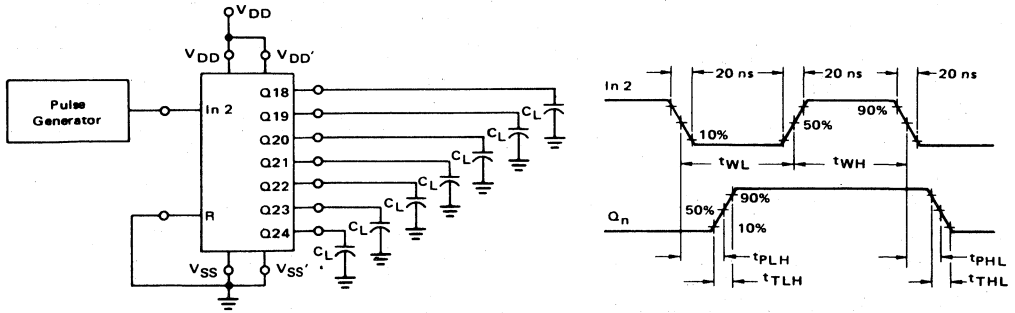 VDD
VDD VDD'
Pulse
Generator
In 2
R
Q18
Q19
Q20
Q21
Q22
Q23
Q24
CL
CL
CL
CL
CL
CL
CL
VSS VSS'
In 2
20 ns 20 ns 20 ns
90%
50%
10%
tWL tWH
Qn
90%
50%
10%
tPLH tPHL
tTLH tTHL